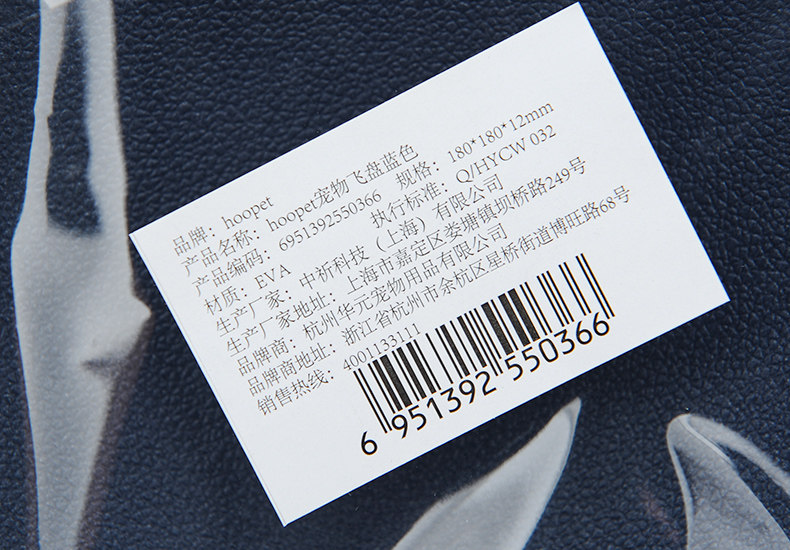 品牌：hoopet
产品名称：hoopet宠物飞盘蓝色
产品编码：6951392550366 规格：180*180*12mm
材质：EVA 执行标准：Q/HYCW 032
生产厂家：中祈科技（上海）有限公司
生产厂家地址：上海市嘉定区娄塘镇坝桥路249号
品牌商：杭州华元宠物用品有限公司
品牌商地址：浙江省杭州市余杭区星桥街道博旺路68号
销售热线：4001133111
6 951392 550366